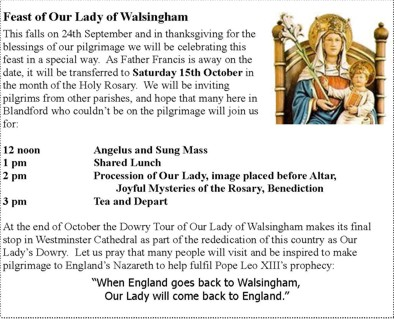 Feast of Our Lady of Walsingham
This falls on 24th September and in thanksgiving for the
blessings of our pilgrimage we will be celebrating this
feast in a special way.  As Father Francis is away on the
date, it will be transferred to Saturday 15th October in
the month of the Holy Rosary.  We will be inviting
pilgrims from other parishes, and hope that many here in
Blandford who couldn't be on the pilgrimage will join us
for:
12 noon Angelus and Sung Mass
1 pm Shared Lunch
2 pm Procession of Our Lady, image placed before Altar,
Joyful Mysteries of the Rosary, Benediction
3 pm Tea and Depart
At the end of October the Dowry Tour of Our Lady of Walsingham makes its final
stop in Westminster Cathedral as part of the rededication of this country as Our
Lady's Dowry.  Let us pray that many people will visit and be inspired to make
pilgrimage to England's Nazareth to help fulfil Pope Leo XIII's prophecy:
"When England goes back to Walsingham,
Our Lady will come back to England."